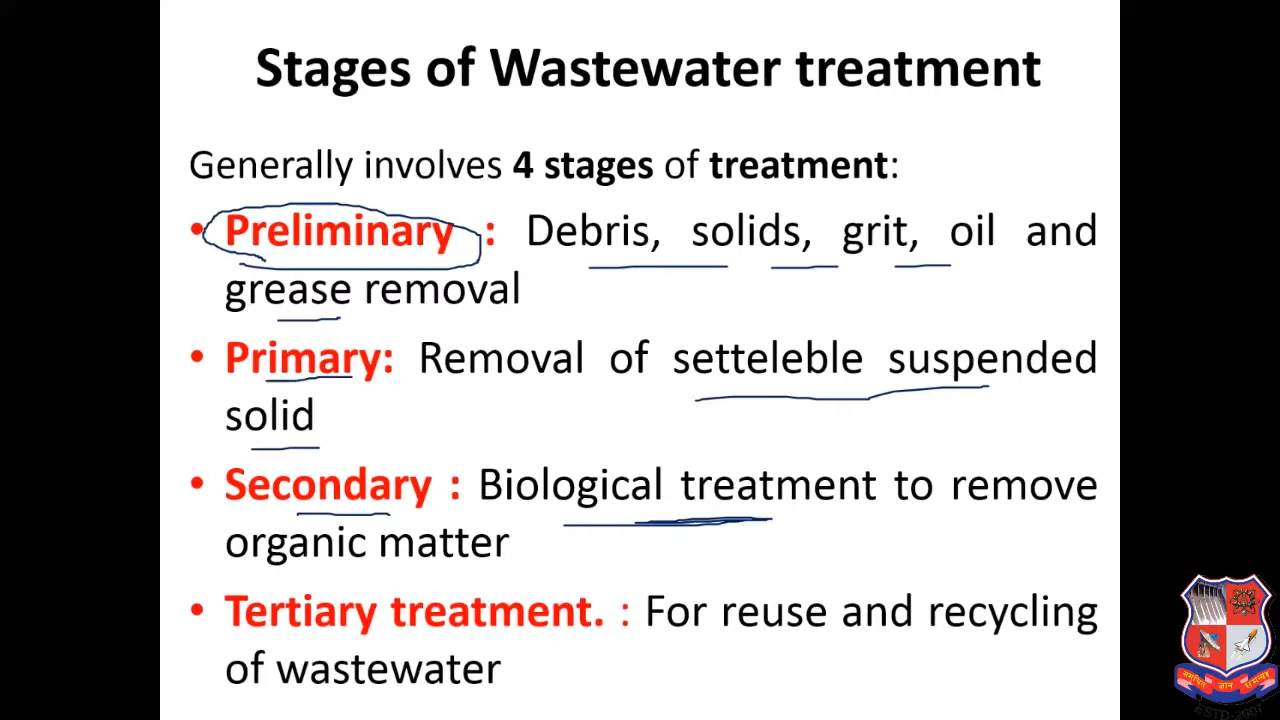 Stages of Wastewater treatment
Generally involves 4 stages of treatment:
• Preliminary : Debris, solids, grit, oil and
grease removal
• Primary: Removal of setteleble suspended
solid
• Secondary : Biological treatment to remove
organic matter
• Tertiary treatment. : For reuse and recycling
of wastewater
ज्ञान